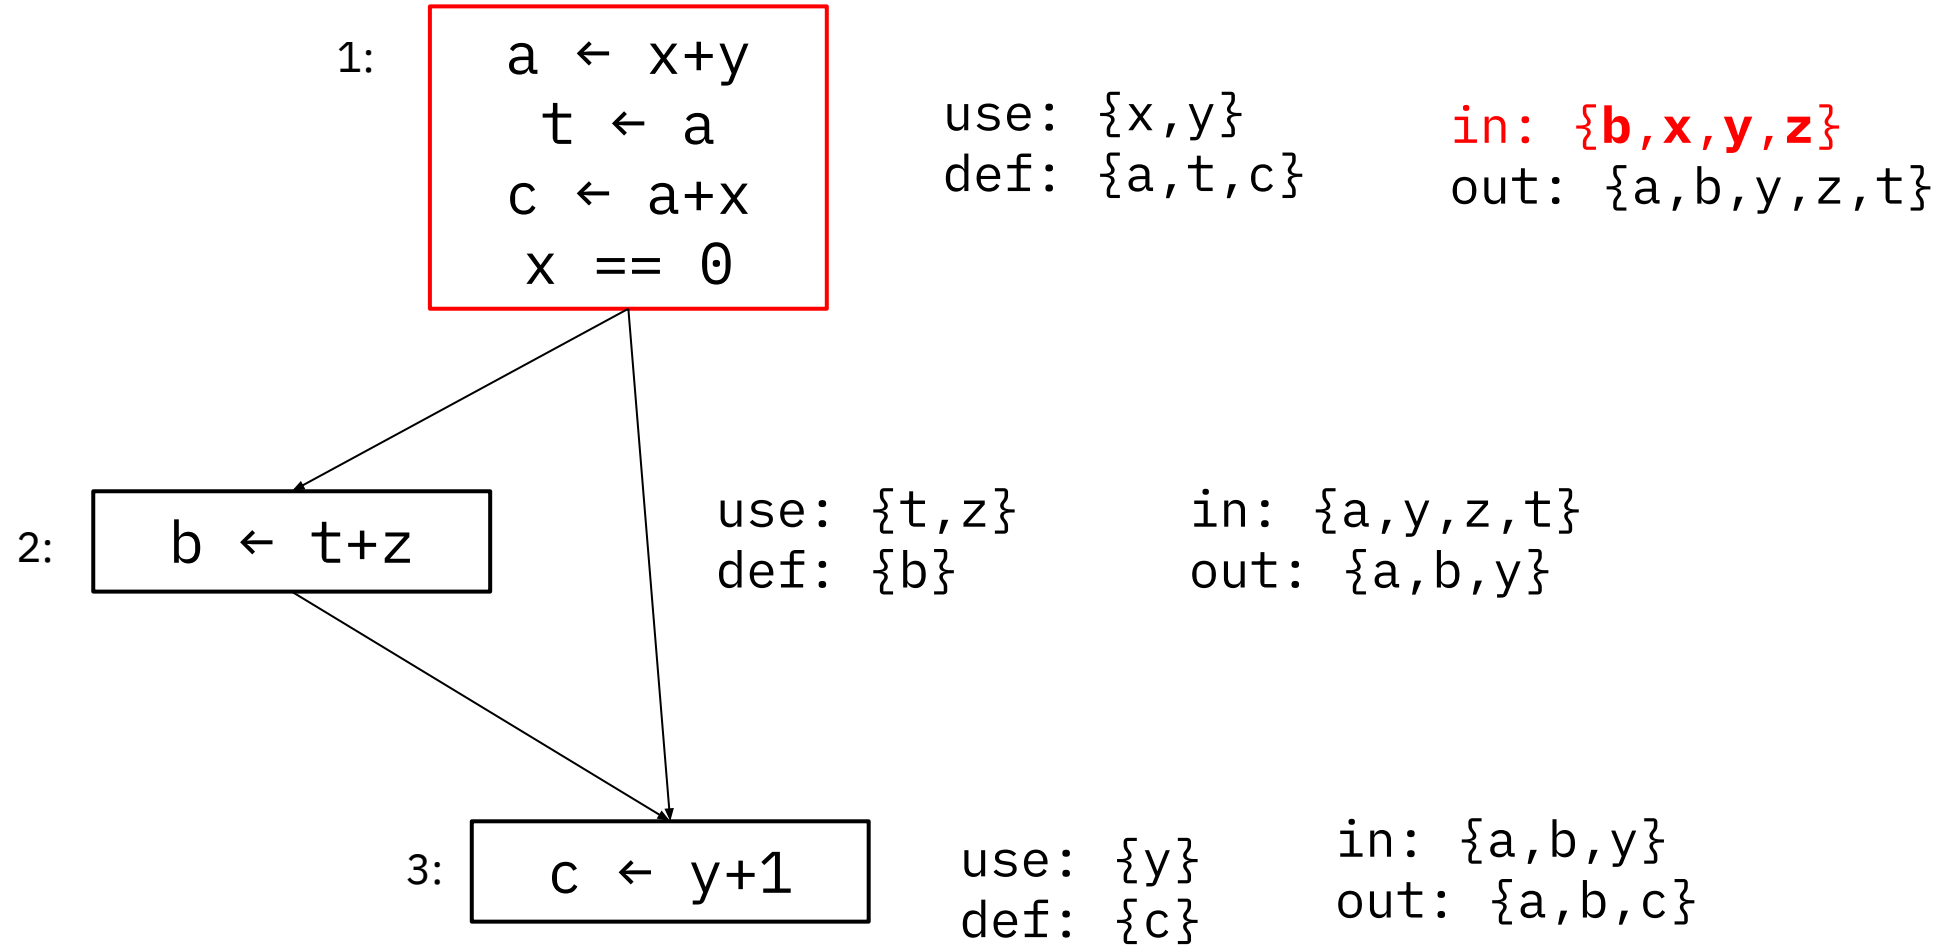 1:
a ← x+y
t ← a
c ← a+x
x == 0
use: {x,y}
def: {a,t,c}
in: {b,x,y,z}
out: {a,b,y,z,t}
2:
b ← t+z
use: {t,z}
def: {b}
in: {a,y,z,t}
out: {a,b,y}
3:
c ← y+1
use: {y}
def: {c}
in: {a,b,y}
out: {a,b,c}